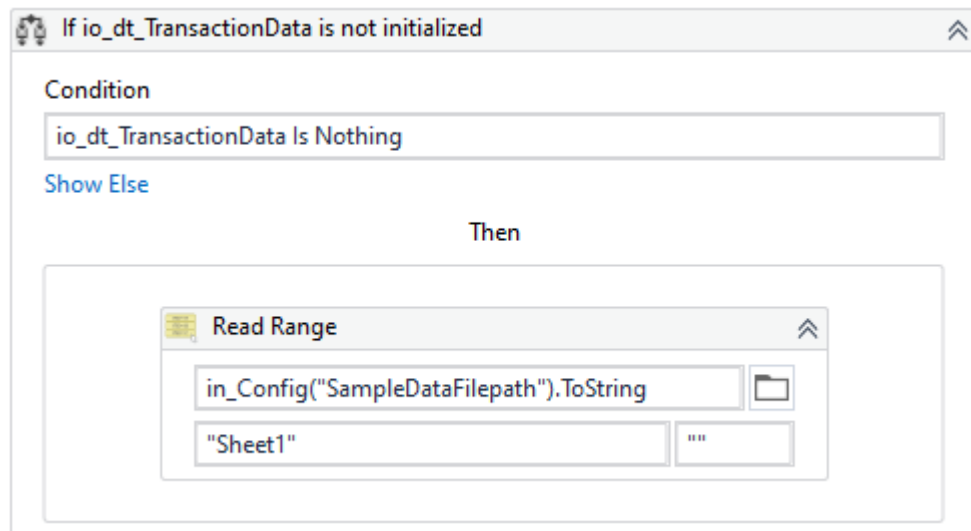 If io_dt_TransactionData is not initialized
Condition
io_dt_TransactionData Is Nothing
Show Else
Then
Read Range
in_Config("SampleDataFilepath").ToString
"Sheet1" ""